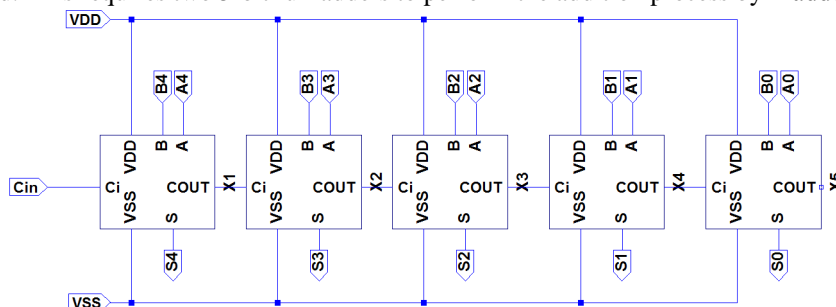 VDD
B4 A4 B3 A3 B2 A2 B1 A1 B0 A0
VDD B A VDD B A VDD B A VDD B A VDD B A
Cin Ci COUT X1 Ci COUT X2 Ci COUT X3 Ci COUT X4 Ci COUT X5
VSS S VSS S VSS S VSS S VSS S
S4 S3 S2 S1 S0
VSS